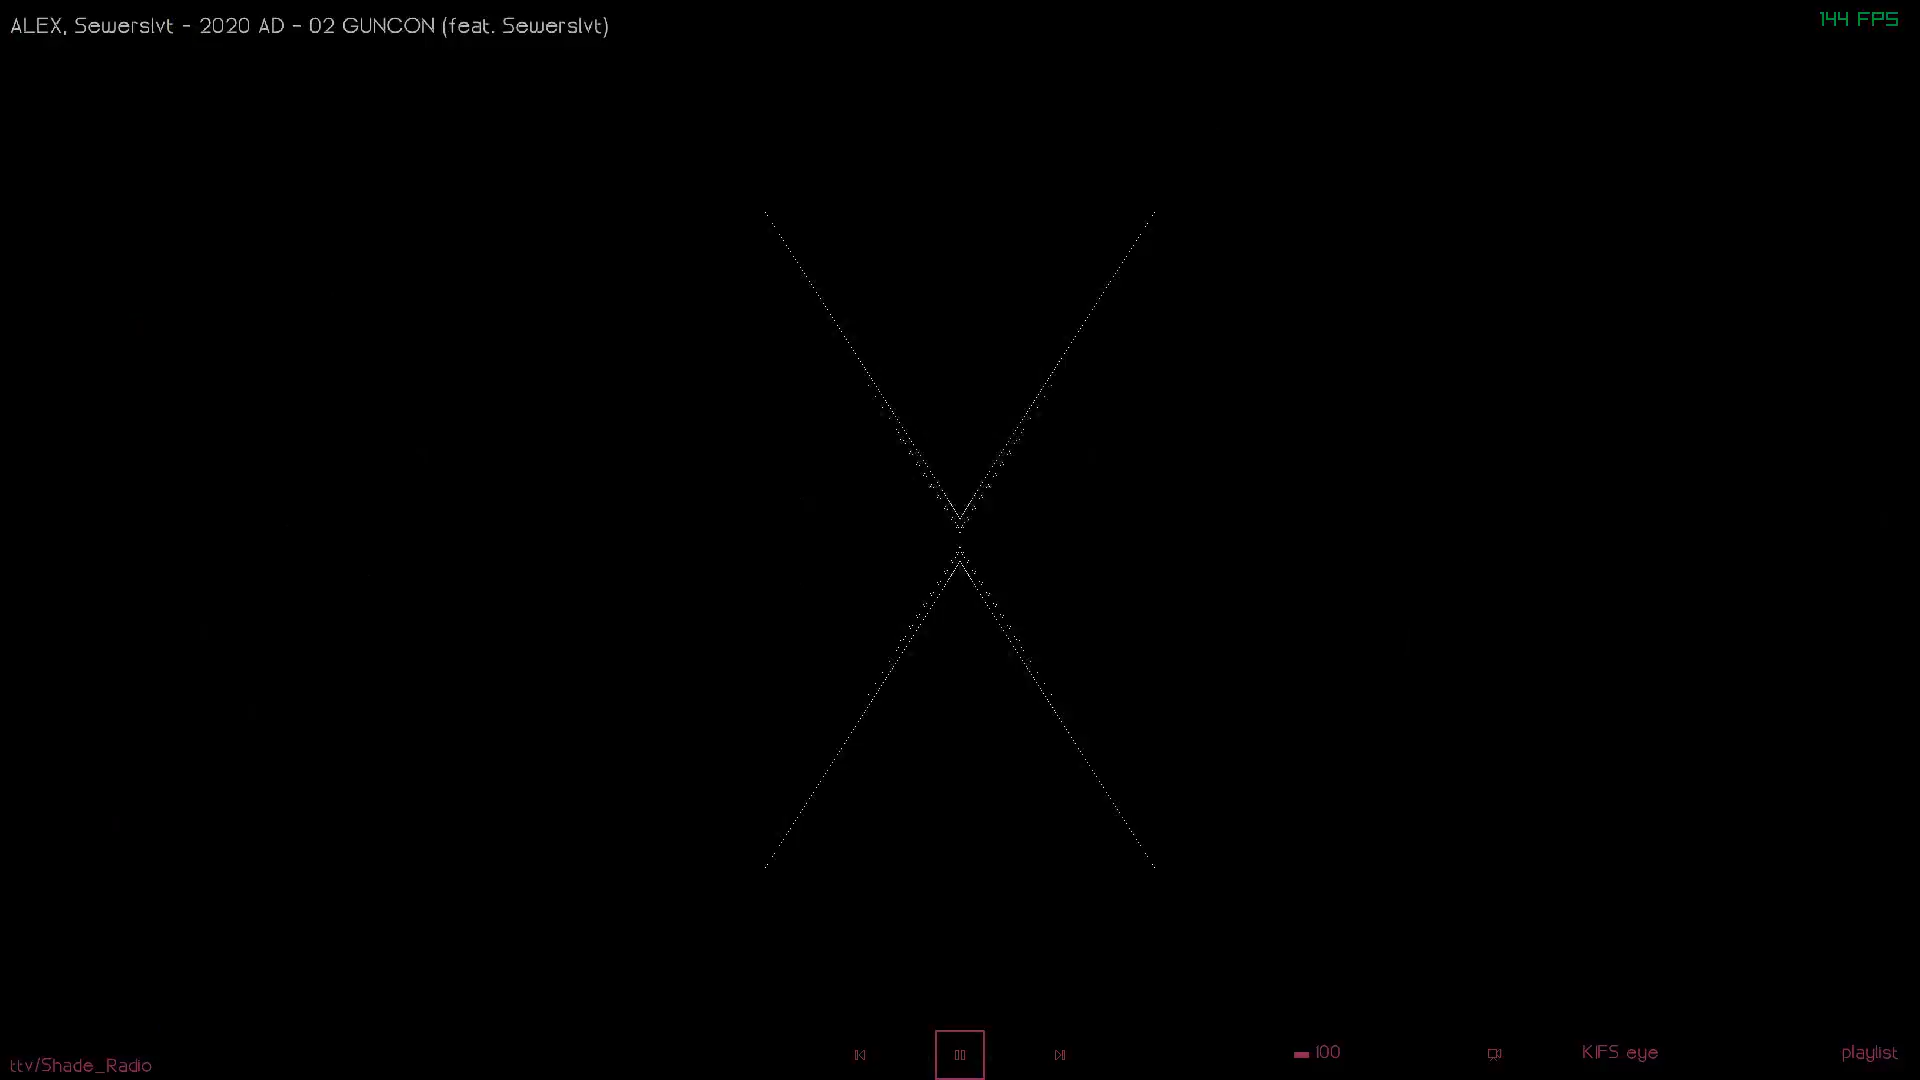 ALEX, Sewerslvt - 2020 AD - 02 GUNCON (feat. Sewerslvt)
144 FPS
ttv/Shade_Radio
100
KIFS eye
playlist